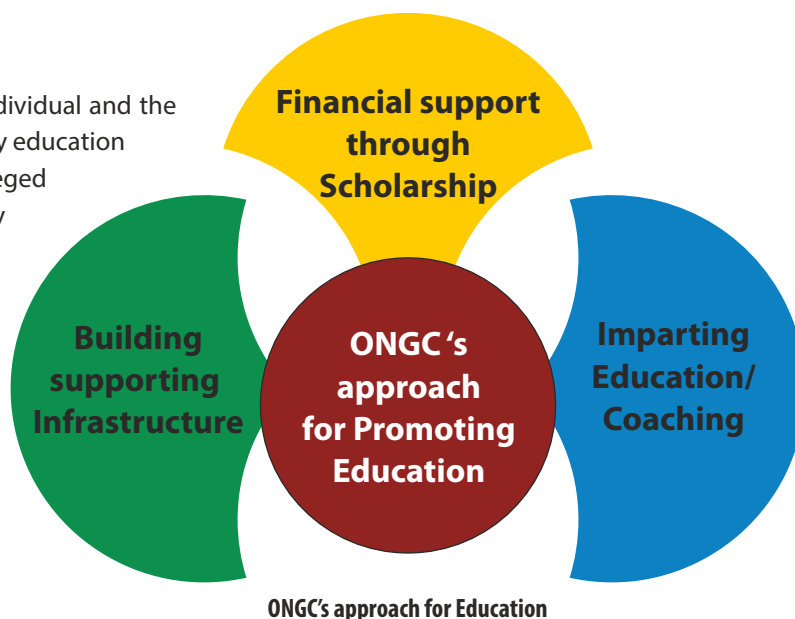 dividual and the
y education
eged
y
Financial support
through
Scholarship
Building
supporting
Infrastructure
ONGC ‘s
approach
for Promoting
Education
Imparting
Education/
Coaching
ONGC's approach for Education